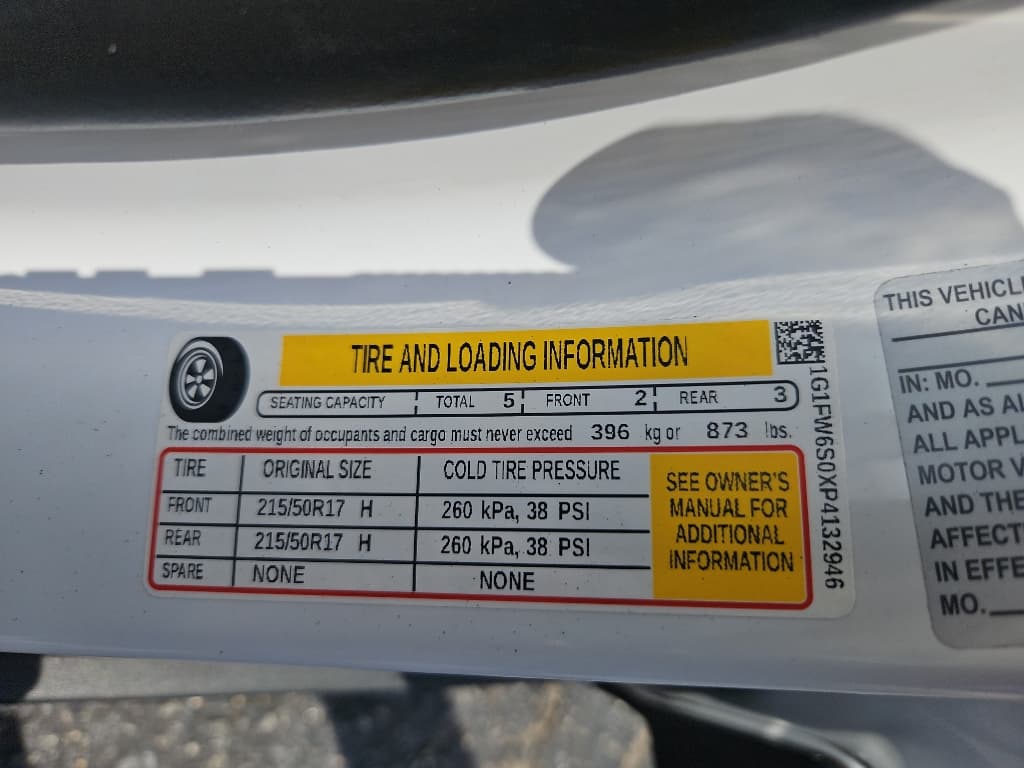 TIRE AND LOADING INFORMATION
SEATING CAPACITY TOTAL 5 FRONT 2 REAR 3
The combined weight of occupants and cargo must never exceed 396 kg or 873 lbs.
TIRE ORIGINAL SIZE COLD TIRE PRESSURE
FRONT 215/50R17 H 260 kPa, 38 PSI
REAR 215/50R17 H 260 kPa, 38 PSI
SPARE NONE NONE
SEE OWNER'S
MANUAL FOR
ADDITIONAL
INFORMATION
1G1FW6S0XP4132946
THIS VEHICLE
CAN
IN: MO.
AND AS
ALL APPL
MOTOR V
AND THE
AFFECT
IN EFFE
MO.